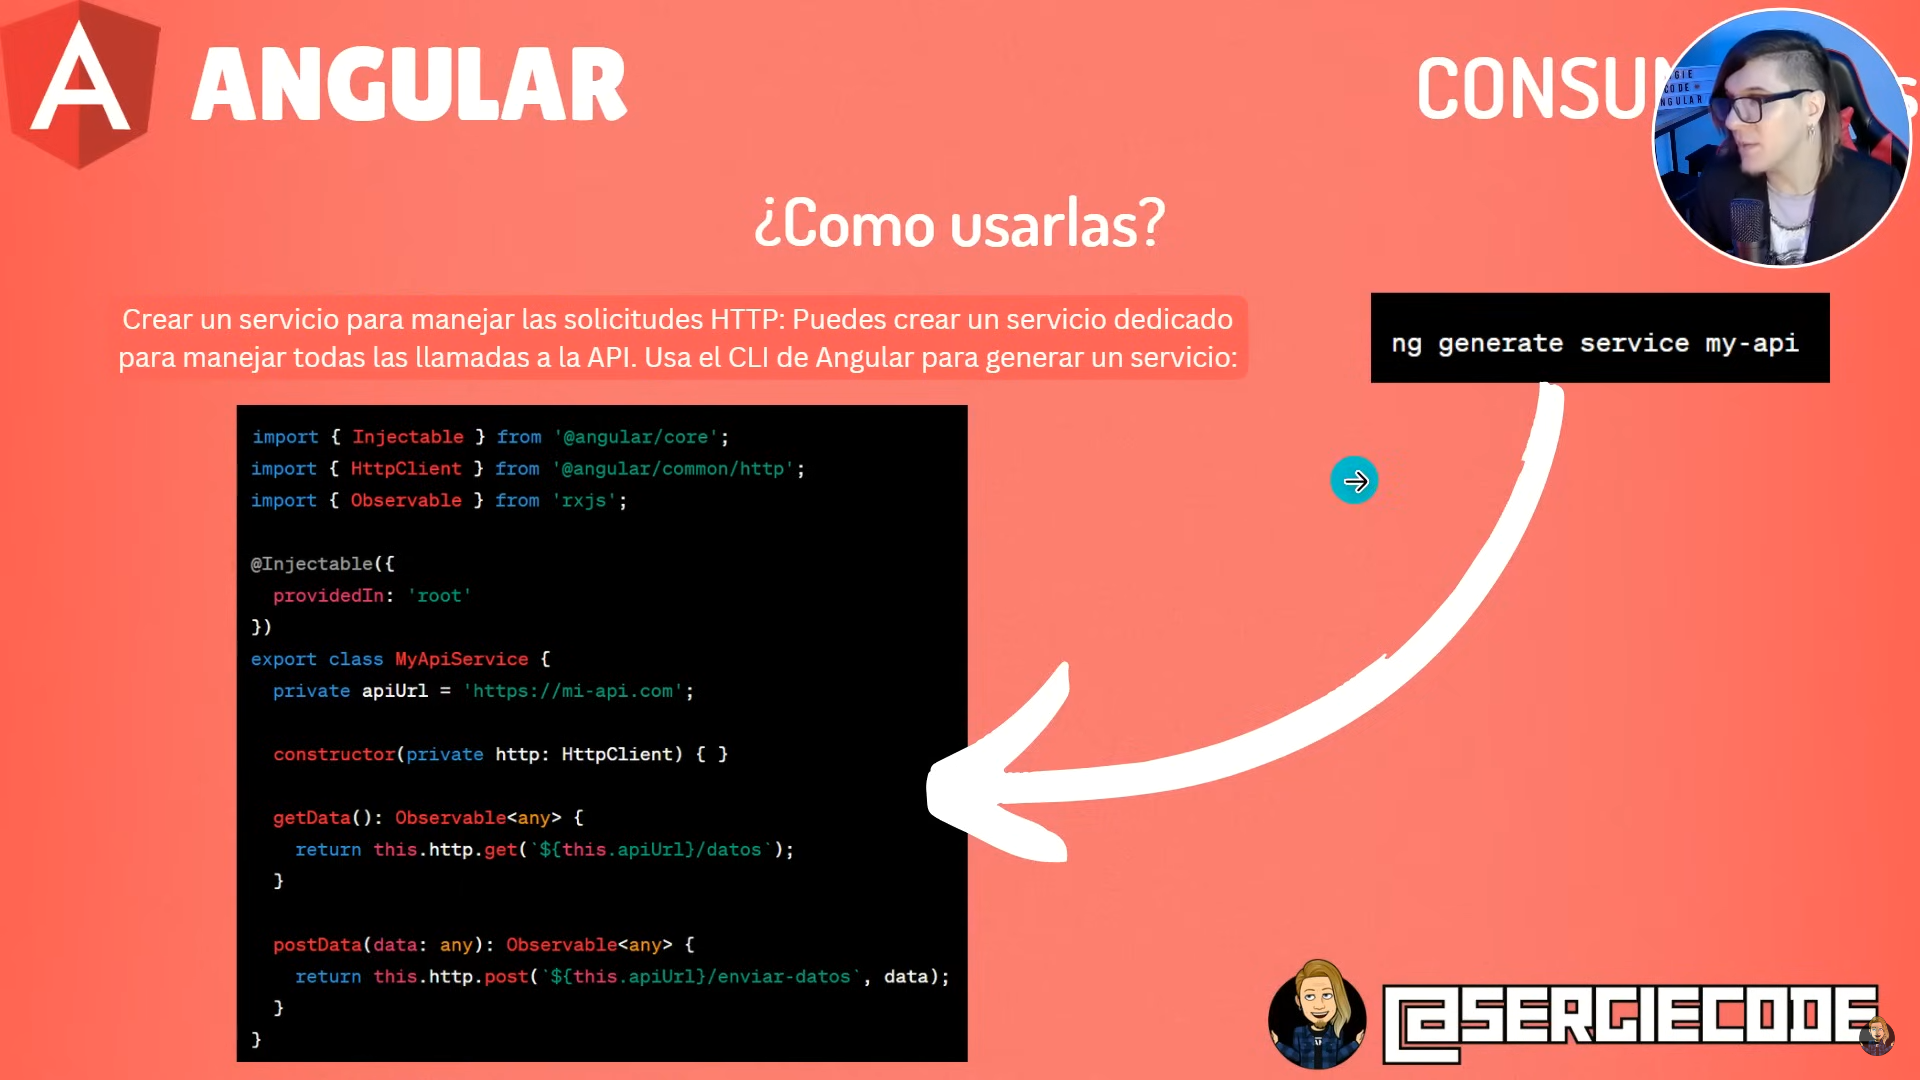 ANGULAR
¿Como usarlas?
Crear un servicio para manejar las solicitudes HTTP: Puedes crear un servicio dedicado
para manejar todas las llamadas a la API. Usa el CLI de Angular para generar un servicio:
ng generate service my-api
import { Injectable } from '@angular/core';
import { HttpClient } from '@angular/common/http';
import { Observable } from 'rxjs';
@Injectable({
providedIn: 'root'
})
export class MyApiService {
private apiUrl = 'https://mi-api.com';
constructor(private http: HttpClient) { }
getData(): Observable<any> {
return this.http.get(`${this.apiUrl}/datos`);
}
postData(data: any): Observable<any> {
return this.http.post(`${this.apiUrl}/enviar-datos`, data);
}
}
@SERGIECODE